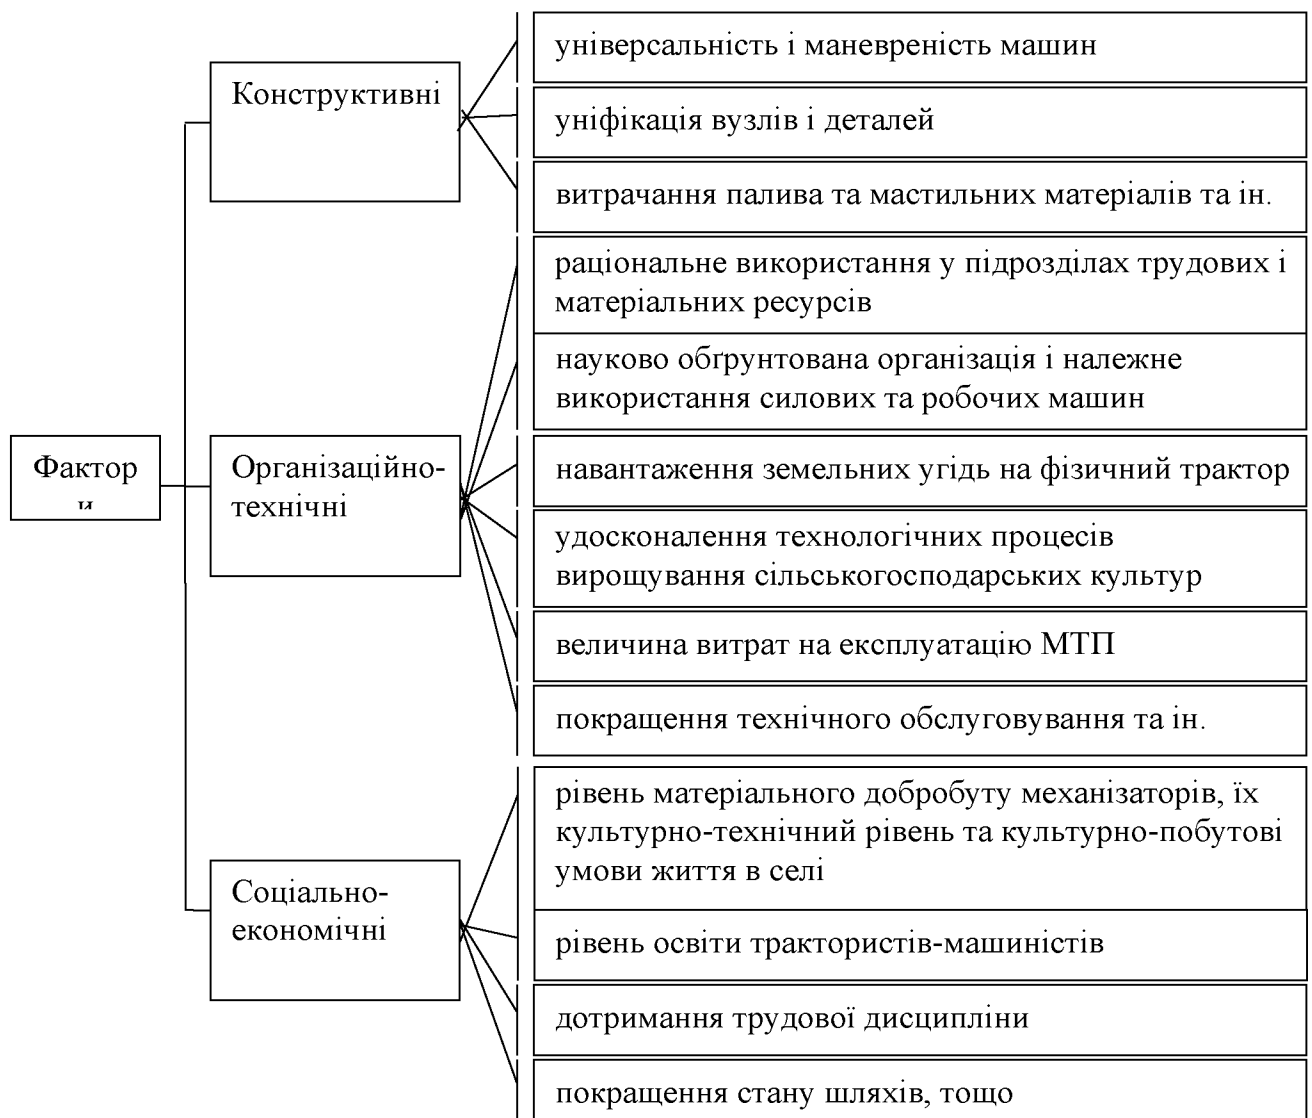 Фактор
и
Конструктивні
універсальність і маневреність машин
уніфікація вузлів і деталей
витрачання палива та мастильних матеріалів та ін.
Організаційно-
технічні
раціональне використання у підрозділах трудових і
матеріальних ресурсів
науково обґрунтована організація і належне
використання силових та робочих машин
навантаження земельних угідь на фізичний трактор
удосконалення технологічних процесів
вирощування сільськогосподарських культур
величина витрат на експлуатацію МТП
покращення технічного обслуговування та ін.
Соціально-
економічні
рівень матеріального добробуту механізаторів, їх
культурно-технічний рівень та культурно-побутові
умови життя в селі
рівень освіти трактористів-машиністів
дотримання трудової дисципліни
покращення стану шляхів, тощо